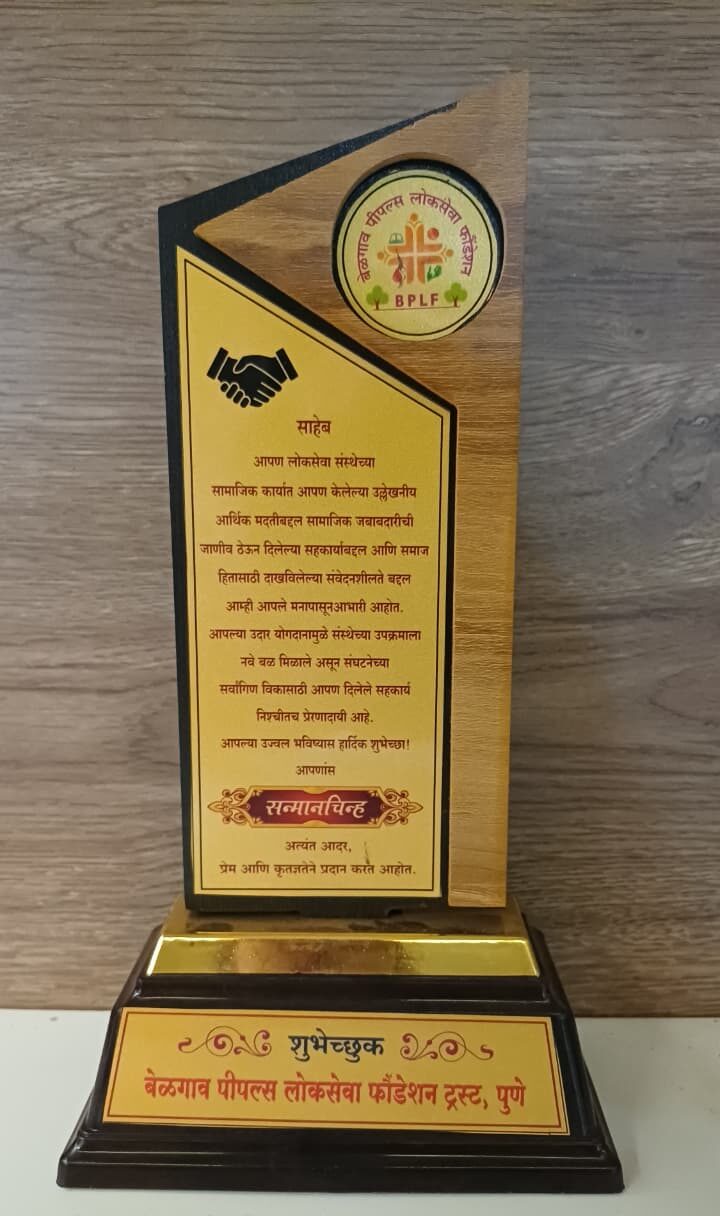 बेळगाव पीपल्स लोकसेवा फौंडेशन
BPLF
साहेब
आपण लोकसेवा संस्थेच्या
सामाजिक कार्यात आपण केलेल्या उल्लेखनीय
आर्थिक मदतीबद्दल सामाजिक जबाबदारीची
जाणीव ठेऊन दिलेल्या सहकार्याबद्दल आणि समाज
हितासाठी दाखविलेल्या संवेदनशीलते बद्दल
आम्ही आपले मनापासूनआभारी आहोत.
आपल्या उदार योगदानामुळे संस्थेच्या उपक्रमाला
नवे बळ मिळाले असून संघटनेच्या
सर्वांगिण विकासाठी आपण दिलेले सहकार्य
निश्चीतच प्रेरणादायी आहे.
आपल्या उज्वल भविष्यास हार्दिक शुभेच्छा!
आपणांस
सन्मानचिन्ह
अत्यंत आदर,
प्रेम आणि कृतज्ञतेने प्रदान करत आहोत.
शुभेच्छुक
बेळगाव पीपल्स लोकसेवा फौंडेशन ट्रस्ट, पुणे